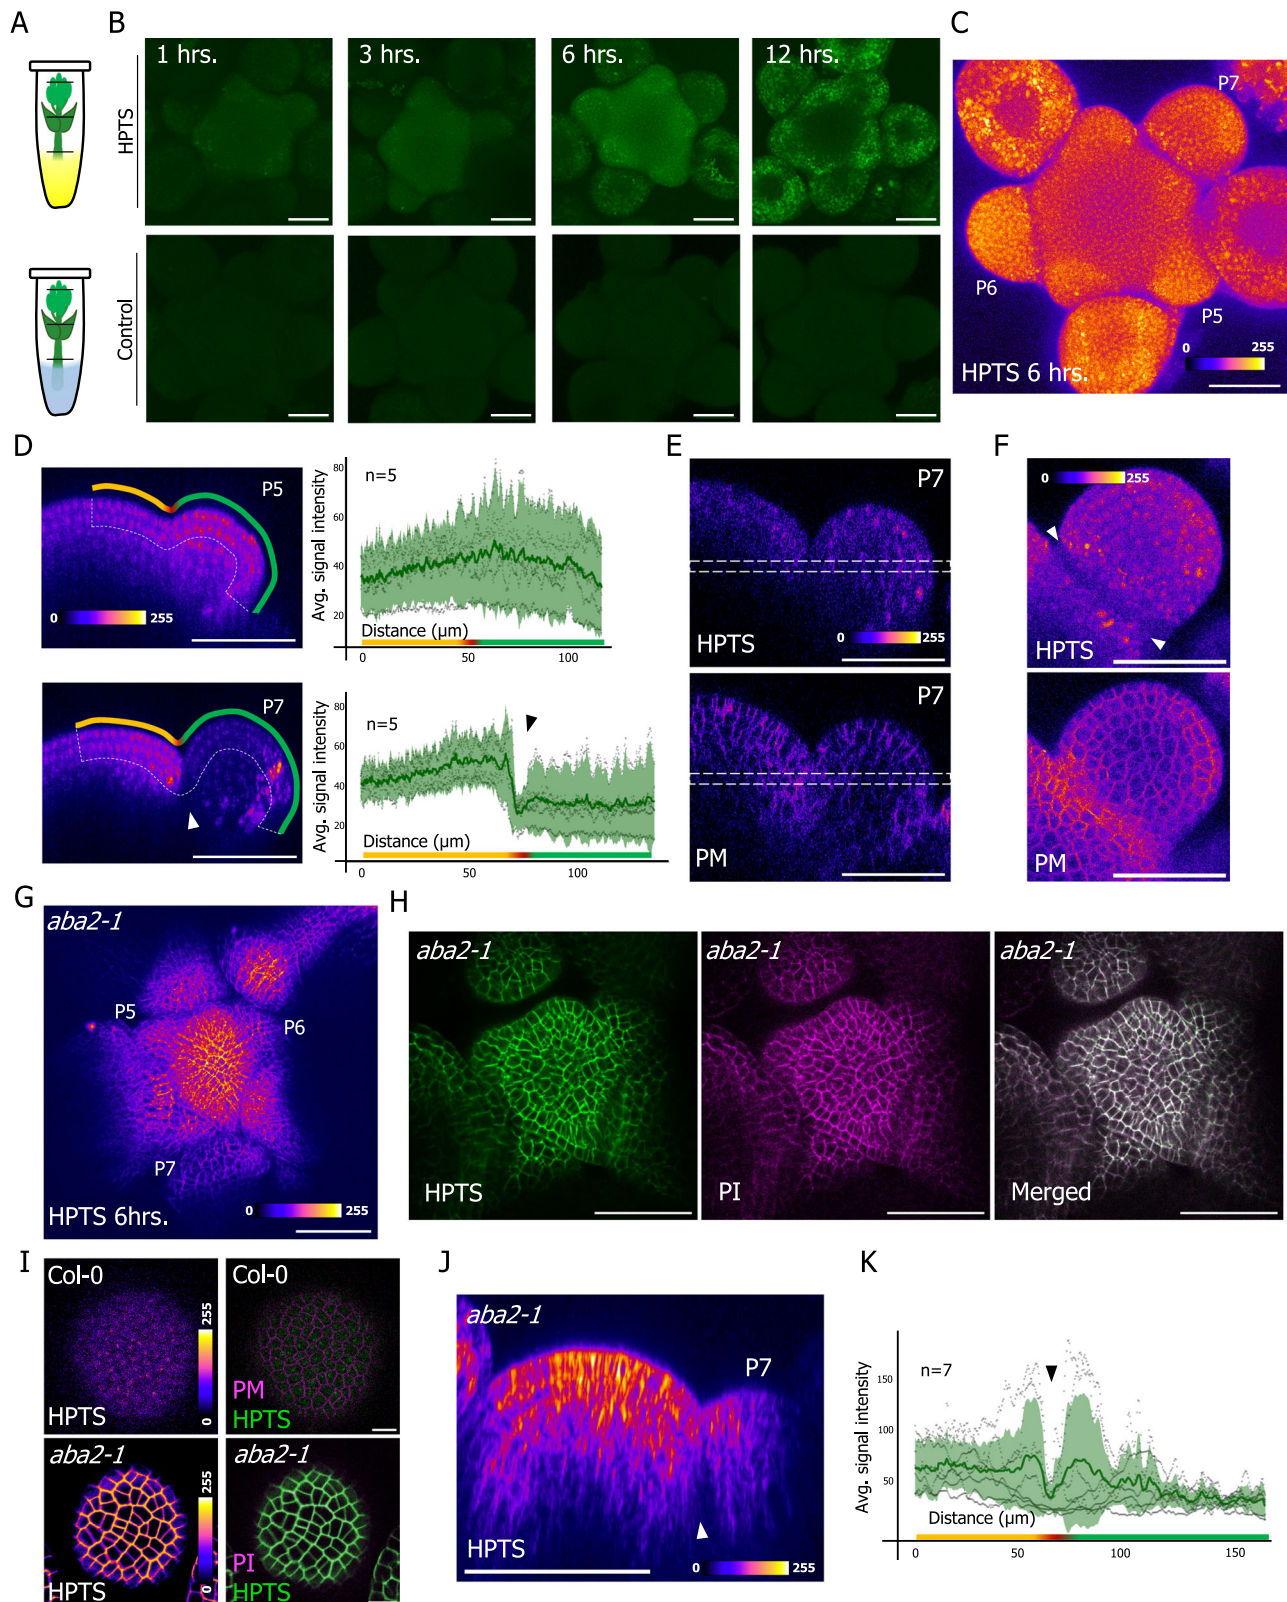 A
B
C
1 hrs.
3 hrs.
6 hrs.
12 hrs.
HPTS
Control
P7
P6
P5
0
255
HPTS 6 hrs.
D
P5
0
255
80
60
40
20
n=5
Avg. signal intensity
Distance (µm)
0
50
100
P7
80
60
40
20
n=5
Avg. signal intensity
Distance (µm)
0
50
100
E
P7
0
255
HPTS
P7
PM
F
0
255
HPTS
PM
G
aba2-1
P5
P6
P7
0
255
HPTS 6hrs.
H
aba2-1
HPTS
aba2-1
PI
aba2-1
Merged
I
Col-0
255
0
HPTS
Col-0
PM
HPTS
aba2-1
255
0
HPTS
aba2-1
PI
HPTS
J
aba2-1
P7
HPTS
0
255
K
n=7
150
100
50
Avg. signal intensity
Distance (µm)
0
50
100
150